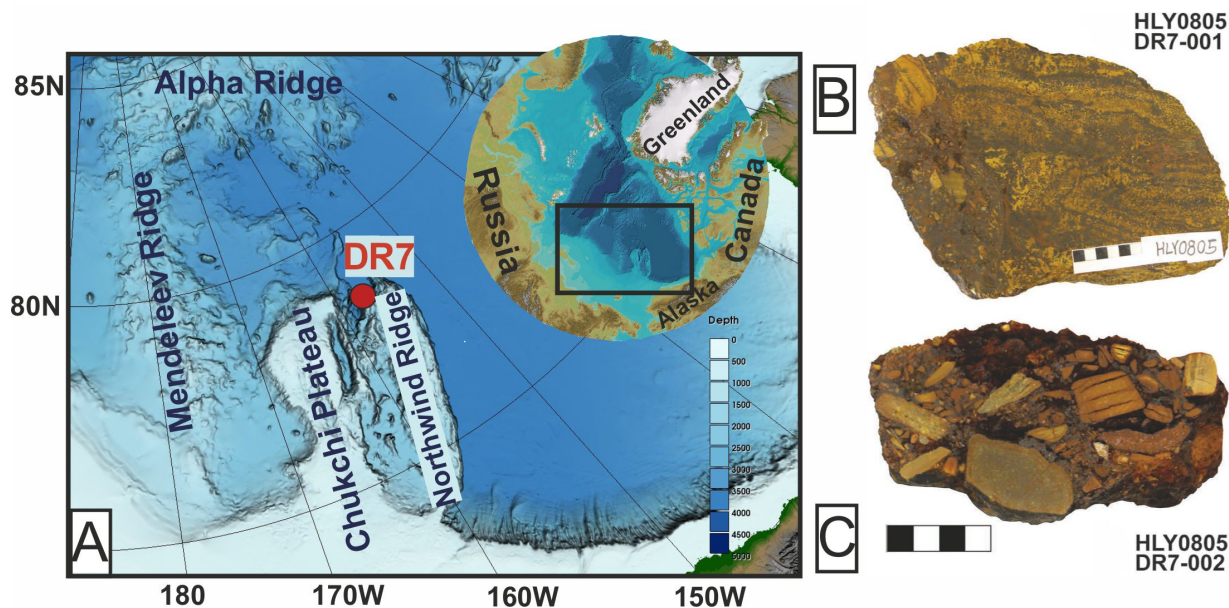 85N
80N
Alpha Ridge
Mendeleev Ridge
DR7
Chukchi Plateau
Northwind Ridge
Greenland
Russia
Canada
Alaska
Depth
0
500
1000
1500
2000
2500
3000
3500
4000
4500
5000
A
180
170W
160W
150W
HLY0805
DR7-001
B
HLY0805
C
HLY0805
DR7-002